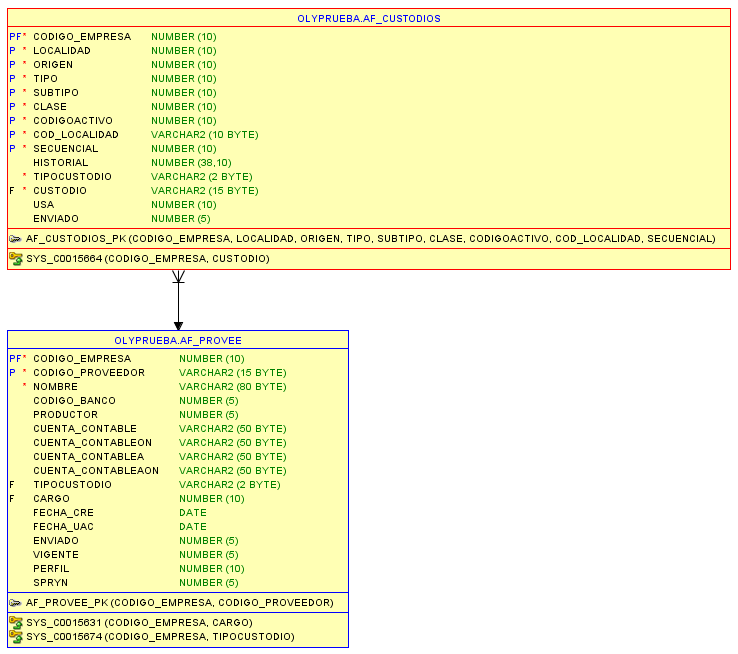 OLYPRUEBA.AF_CUSTODIOS
PF* CODIGO_EMPRESA NUMBER (10)
P * LOCALIDAD NUMBER (10)
P * ORIGEN NUMBER (10)
P * TIPO NUMBER (10)
P * SUBTIPO NUMBER (10)
P * CLASE NUMBER (10)
P * CODIGOACTIVO NUMBER (10)
P * COD_LOCALIDAD VARCHAR2 (10 BYTE)
P * SECUENCIAL NUMBER (10)
HISTORIAL NUMBER (38,10)
* TIPOCUSTODIO VARCHAR2 (2 BYTE)
F * CUSTODIO VARCHAR2 (15 BYTE)
USA NUMBER (10)
ENVIADO NUMBER (5)
AF_CUSTODIOS_PK (CODIGO_EMPRESA, LOCALIDAD, ORIGEN, TIPO, SUBTIPO, CLASE, CODIGOACTIVO, COD_LOCALIDAD, SECUENCIAL)
SYS_C0015664 (CODIGO_EMPRESA, CUSTODIO)
OLYPRUEBA.AF_PROVEE
PF* CODIGO_EMPRESA NUMBER (10)
P * CODIGO_PROVEEDOR VARCHAR2 (15 BYTE)
* NOMBRE VARCHAR2 (80 BYTE)
CODIGO_BANCO NUMBER (5)
PRODUCTOR NUMBER (5)
CUENTA_CONTABLE VARCHAR2 (50 BYTE)
CUENTA_CONTABLEON VARCHAR2 (50 BYTE)
CUENTA_CONTABLEA VARCHAR2 (50 BYTE)
CUENTA_CONTABLEAON VARCHAR2 (50 BYTE)
F TIPOCUSTODIO VARCHAR2 (2 BYTE)
F CARGO NUMBER (10)
FECHA_CRE DATE
FECHA_UAC DATE
ENVIADO NUMBER (5)
VIGENTE NUMBER (5)
PERFIL NUMBER (10)
SPRYN NUMBER (5)
AF_PROVEE_PK (CODIGO_EMPRESA, CODIGO_PROVEEDOR)
SYS_C0015631 (CODIGO_EMPRESA, CARGO)
SYS_C0015674 (CODIGO_EMPRESA, TIPOCUSTODIO)